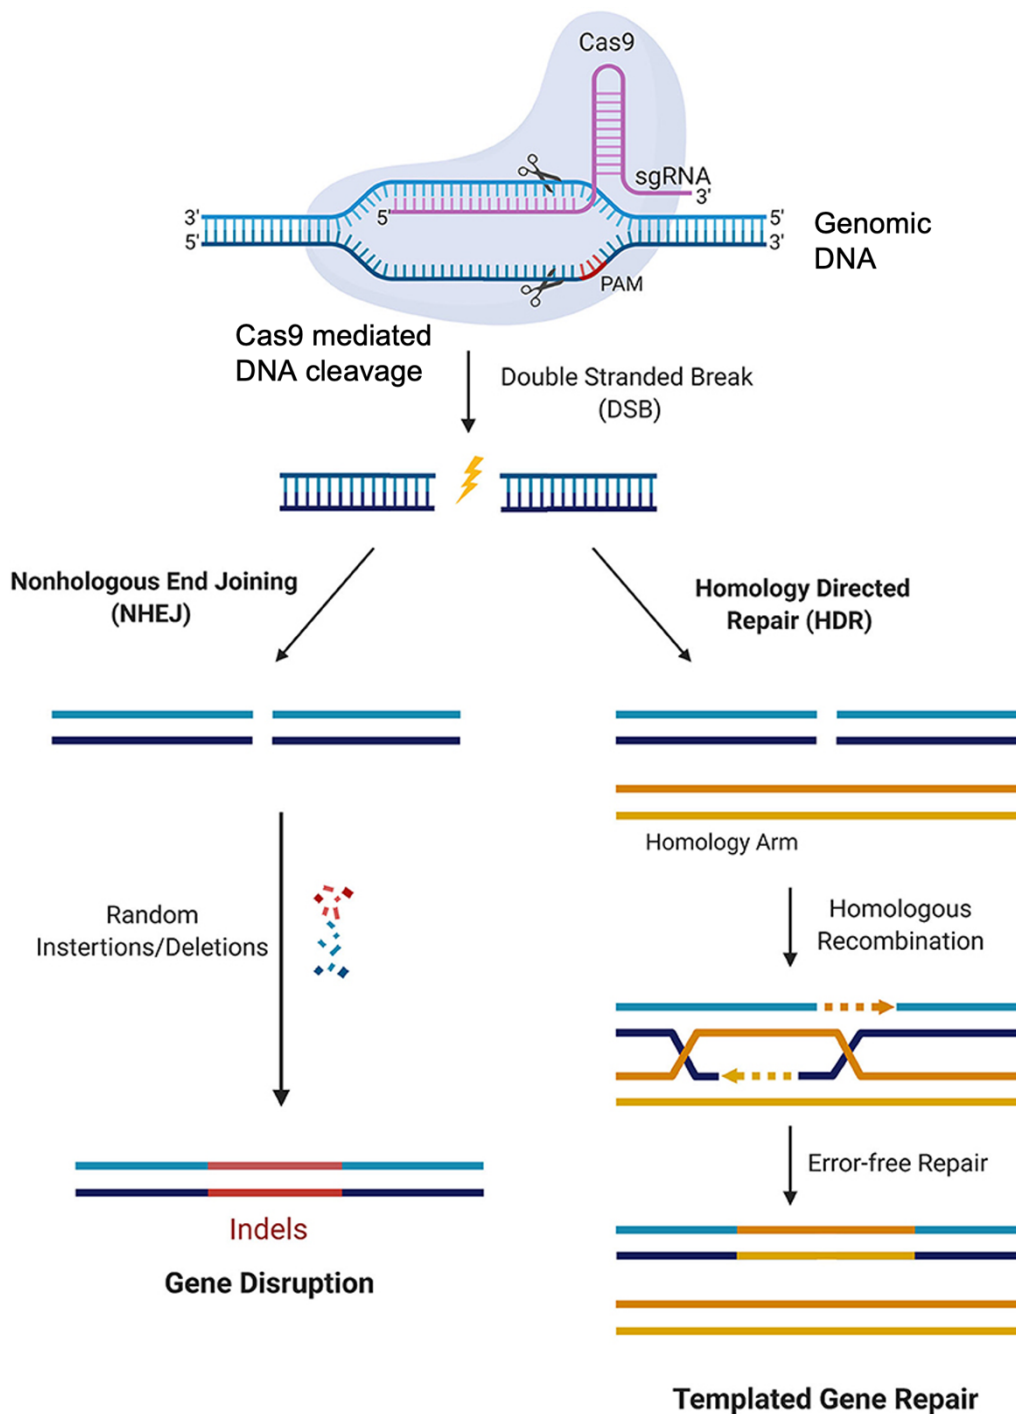 Cas9
sgRNA
3'
5'
3'
5'
5'
3'
Genomic
DNA
PAM
Cas9 mediated
DNA cleavage
Double Stranded Break
(DSB)
Nonhologous End Joining
(NHEJ)
Homology Directed
Repair (HDR)
Homology Arm
Random
Instertions/Deletions
Homologous
Recombination
Error-free Repair
Indels
Gene Disruption
Templated Gene Repair